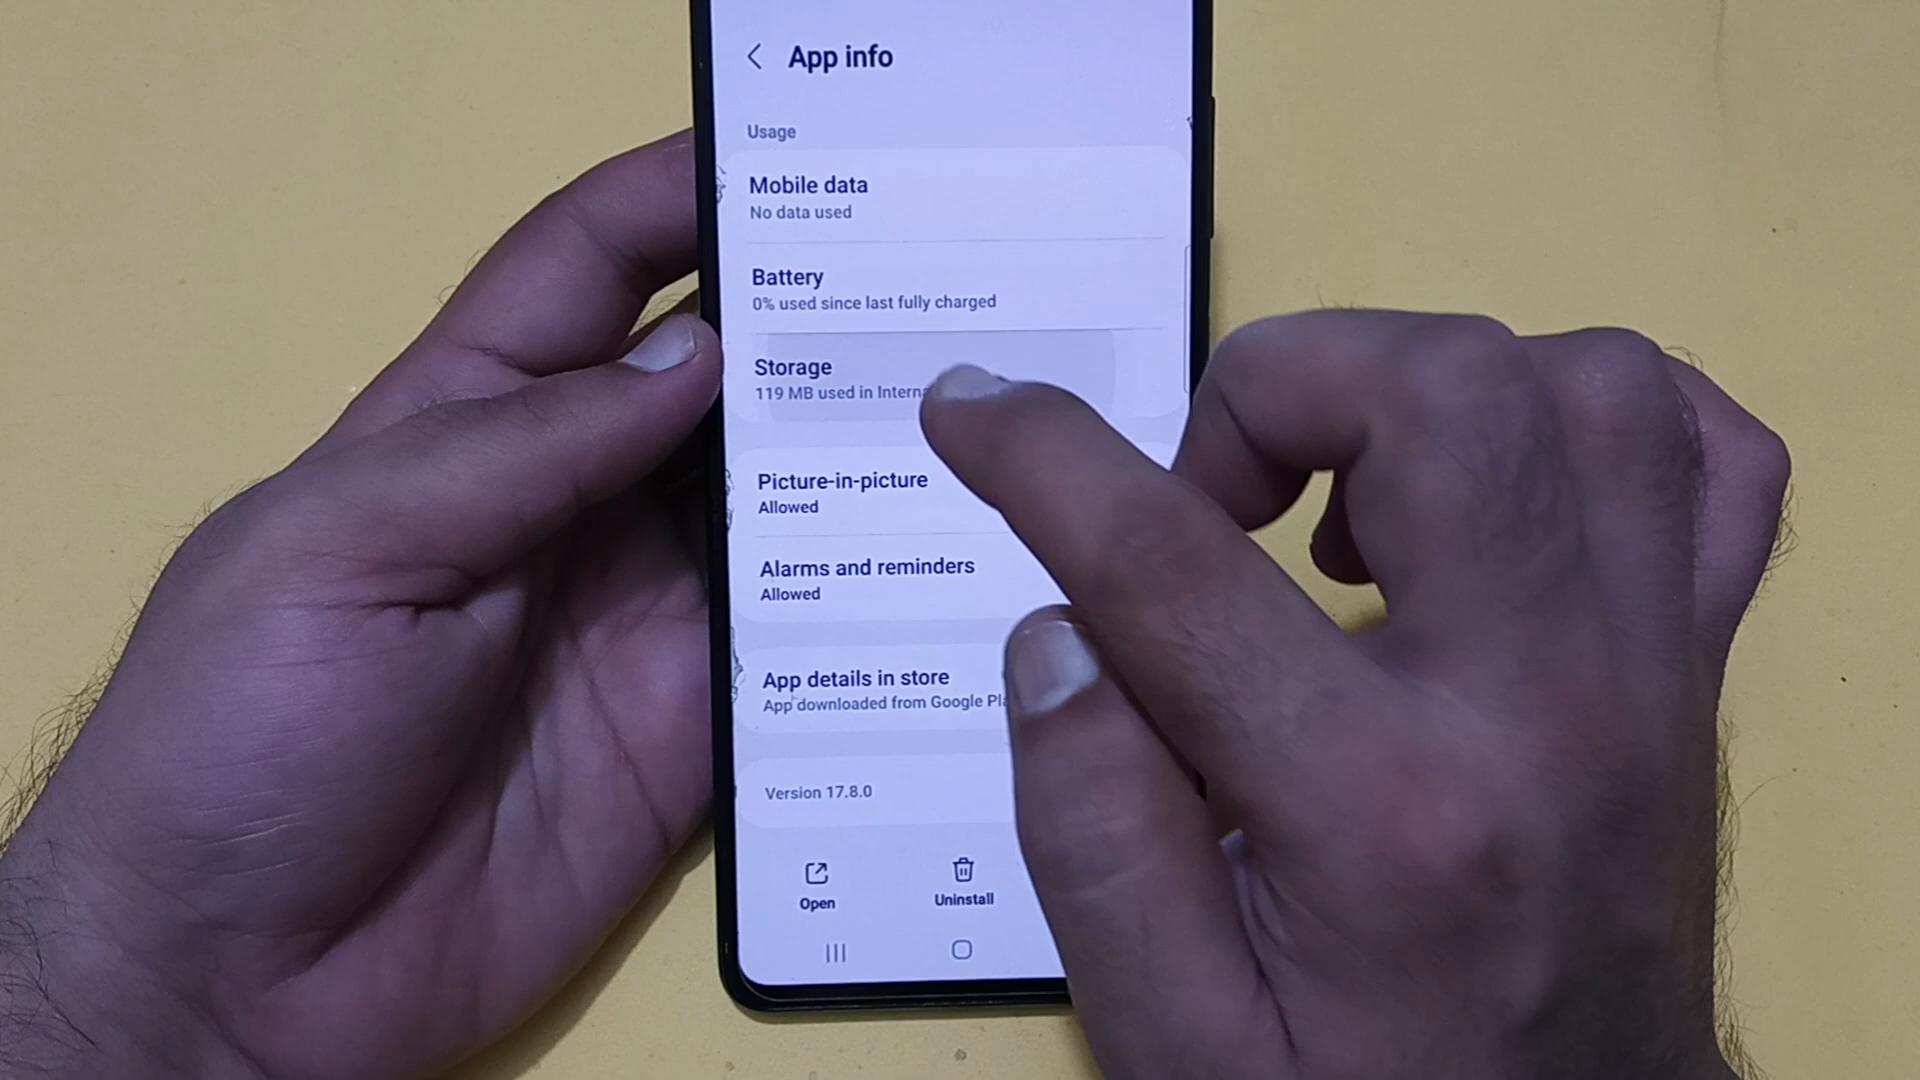 App info
Usage
Mobile data
No data used
Battery
0% used since last fully charged
Storage
119 MB used in
Picture-in-picture
Allowed
Alarms and reminders
Allowed
App details in store
App downloaded from Google
Version 17.8.0
Open
Uninstall